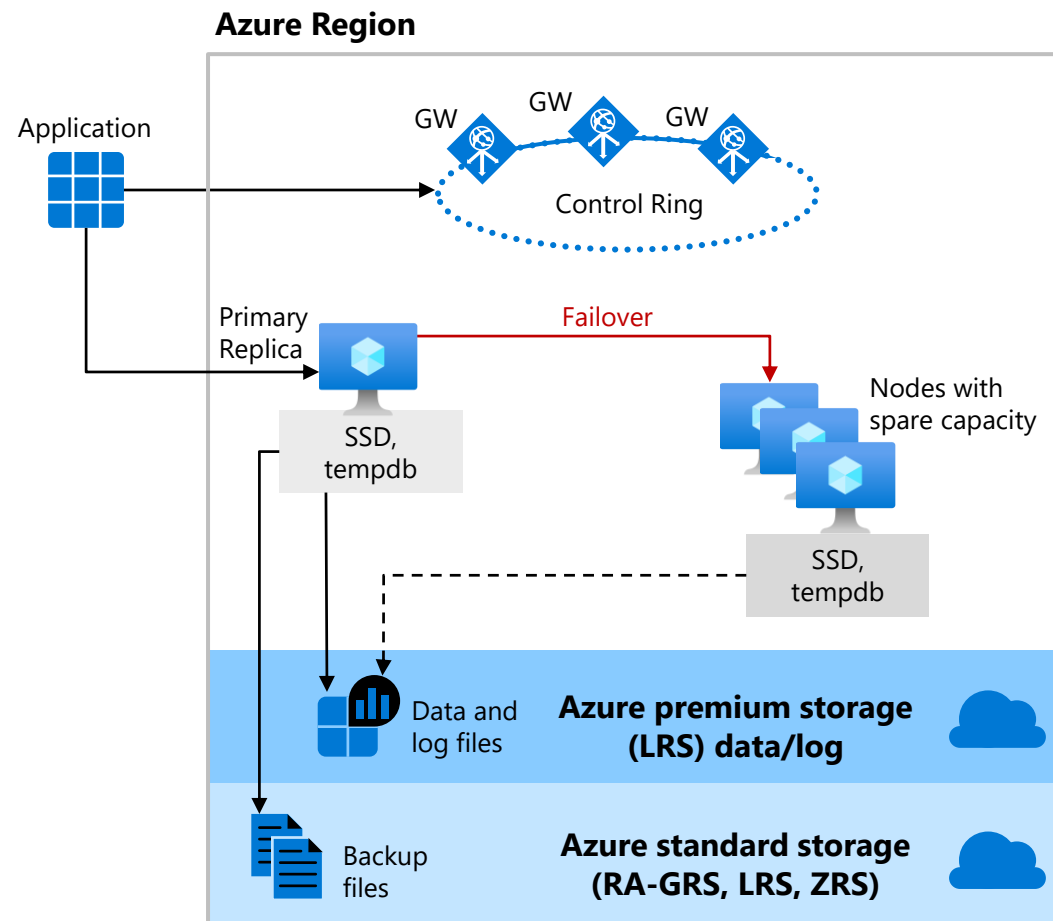 Azure Region
GW
GW
GW
Application
Control Ring
Primary
Replica
Failover
Nodes with
spare capacity
SSD,
tempdb
SSD,
tempdb
Data and
log files
Azure premium storage
(LRS) data/log
Backup
files
Azure standard storage
(RA-GRS, LRS, ZRS)